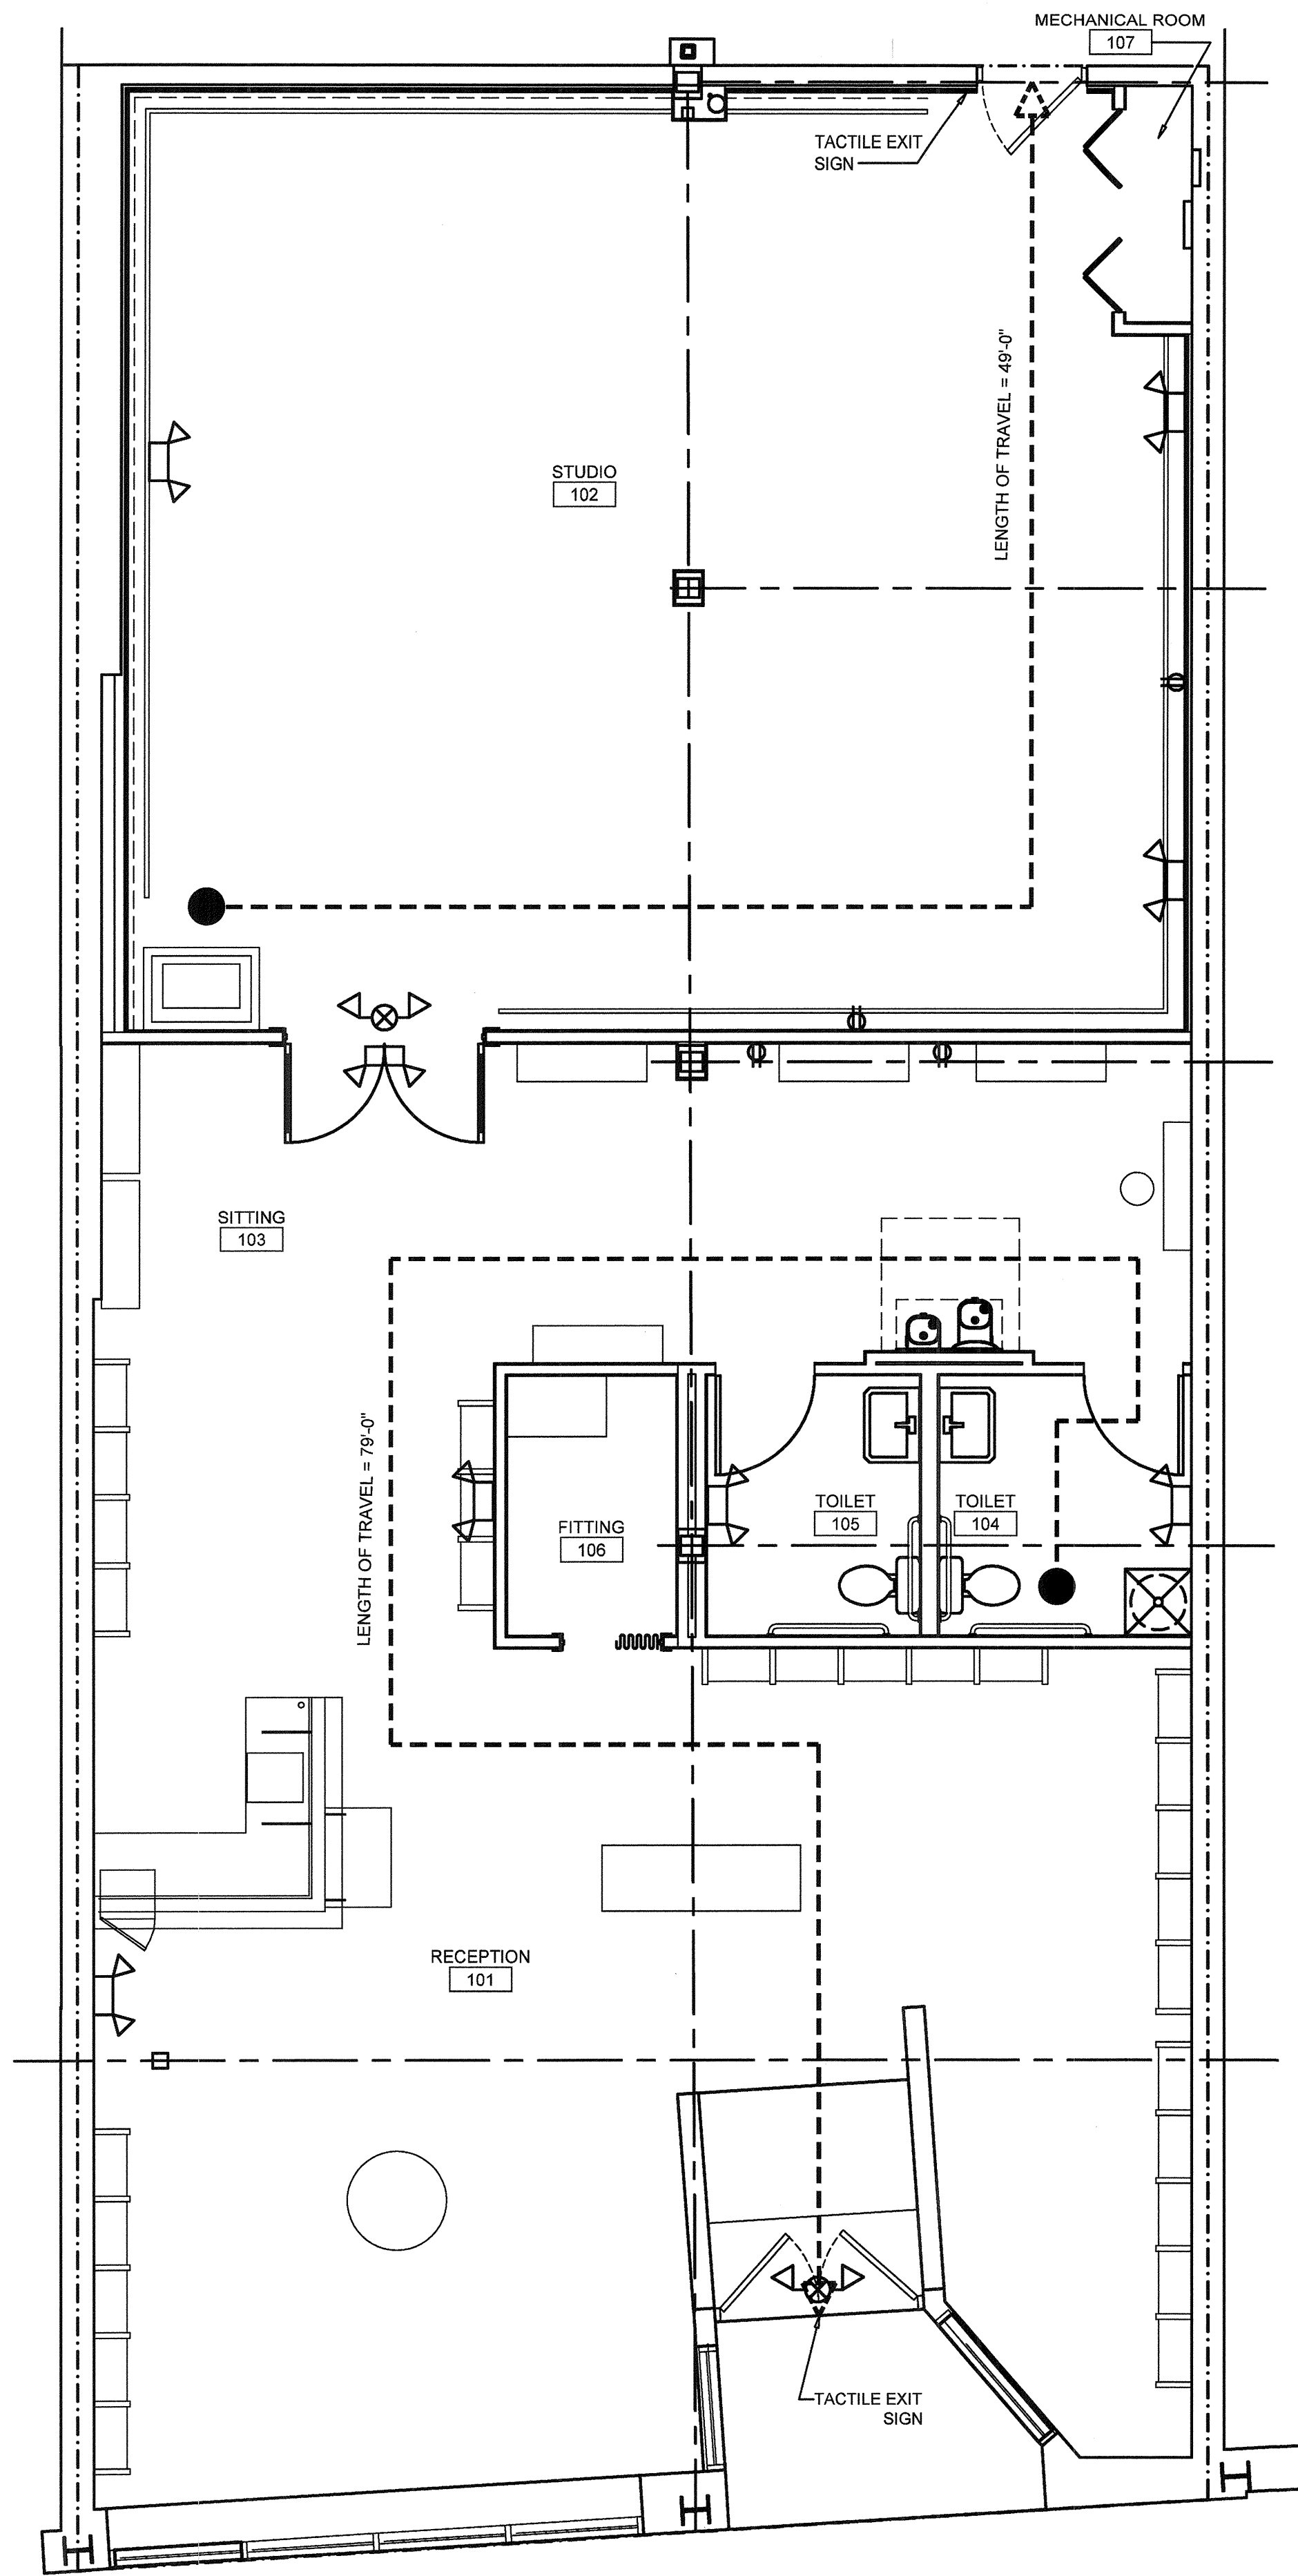 MECHANICAL ROOM
107
TACTILE EXIT
SIGN
LENGTH OF TRAVEL = 49'-0"
STUDIO
102
SITTING
103
LENGTH OF TRAVEL = 79'-0"
FITTING
106
TOILET
105
TOILET
104
RECEPTION
101
TACTILE EXIT
SIGN